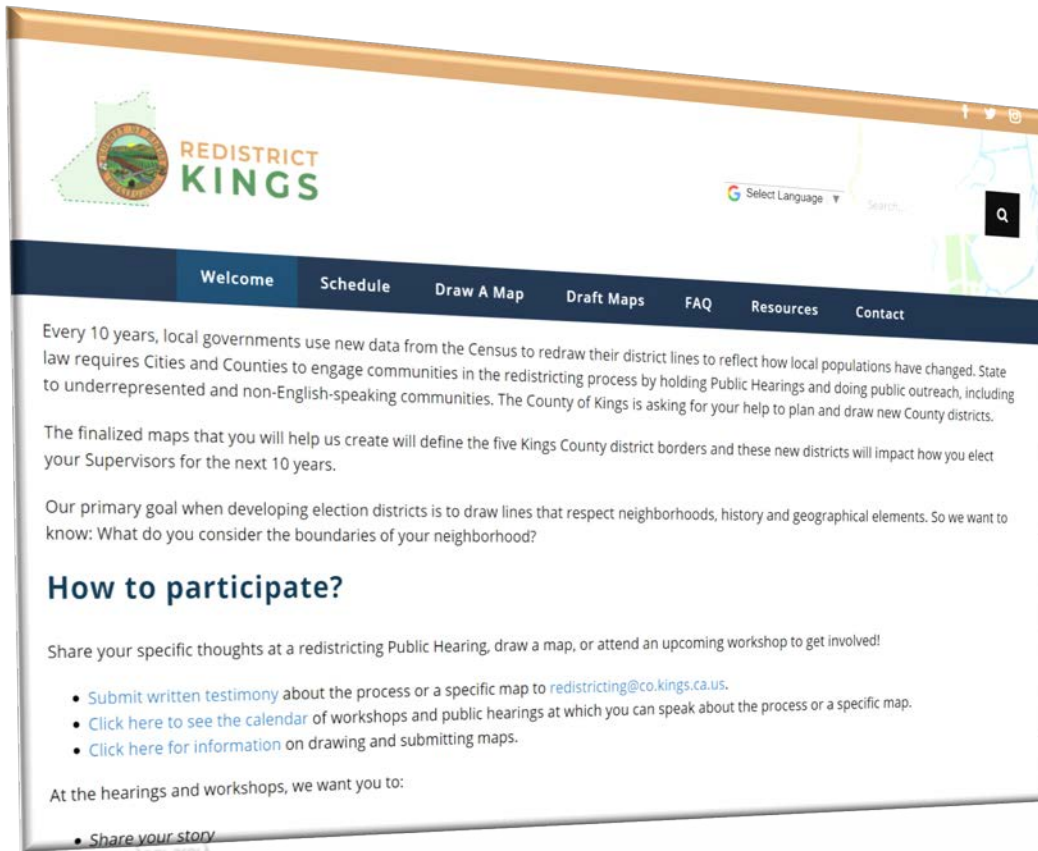 COUNTY OF KINGS
CALIFORNIA
REDISTRICT
KINGS
Select Language ▼
Search...
Welcome Schedule Draw A Map Draft Maps FAQ Resources Contact
Every 10 years, local governments use new data from the Census to redraw their district lines to reflect how local populations have changed. State
law requires Cities and Counties to engage communities in the redistricting process by holding Public Hearings and doing public outreach, including
to underrepresented and non-English-speaking communities. The County of Kings is asking for your help to plan and draw new County districts.
The finalized maps that you will help us create will define the five Kings County district borders and these new districts will impact how you elect
your Supervisors for the next 10 years.
Our primary goal when developing election districts is to draw lines that respect neighborhoods, history and geographical elements. So we want to
know: What do you consider the boundaries of your neighborhood?
How to participate?
Share your specific thoughts at a redistricting Public Hearing, draw a map, or attend an upcoming workshop to get involved!
• Submit written testimony about the process or a specific map to redistricting@co.kings.ca.us.
• Click here to see the calendar of workshops and public hearings at which you can speak about the process or a specific map.
• Click here for information on drawing and submitting maps.
At the hearings and workshops, we want you to:
• Share your story